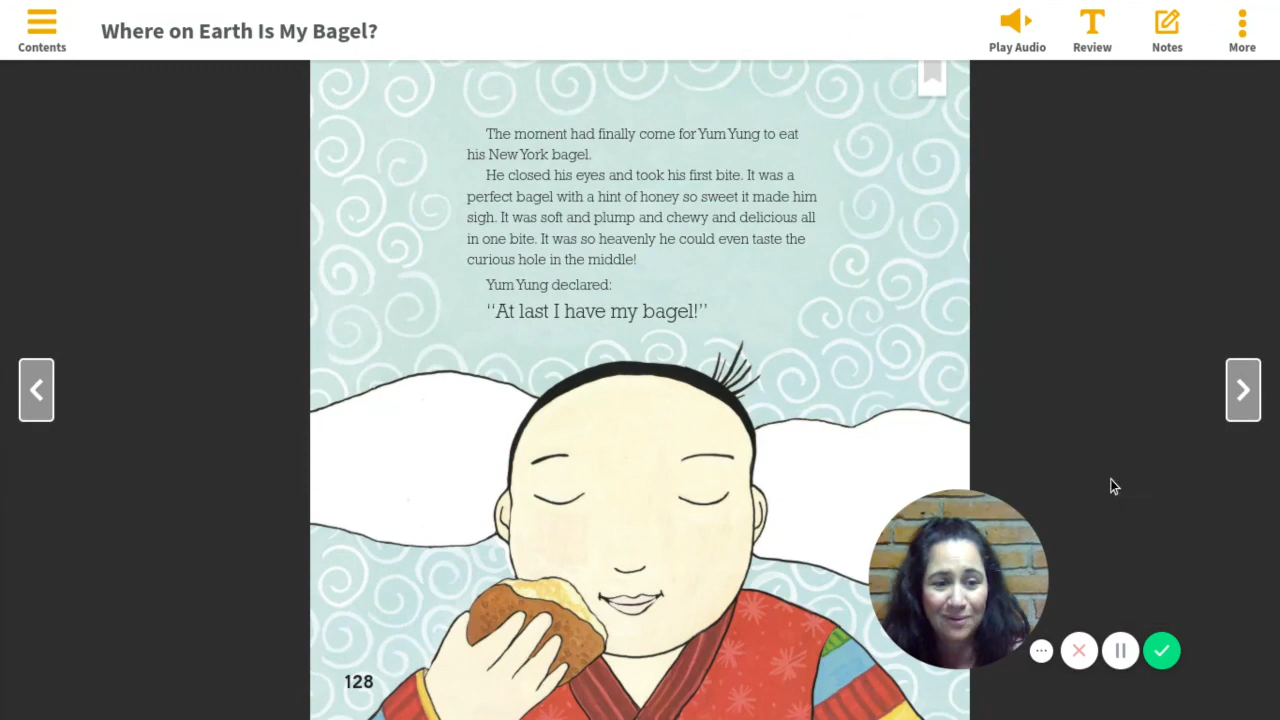 Where on Earth Is My Bagel?
Contents
Play Audio
Review
Notes
More
The moment had finally come for Yum Yung to eat
his New York bagel.
He closed his eyes and took his first bite. It was a
perfect bagel with a hint of honey so sweet it made him
sigh. It was soft and plump and chewy and delicious all
in one bite. It was so heavenly he could even taste the
curious hole in the middle!
Yum Yung declared:
“At last I have my bagel!”
128